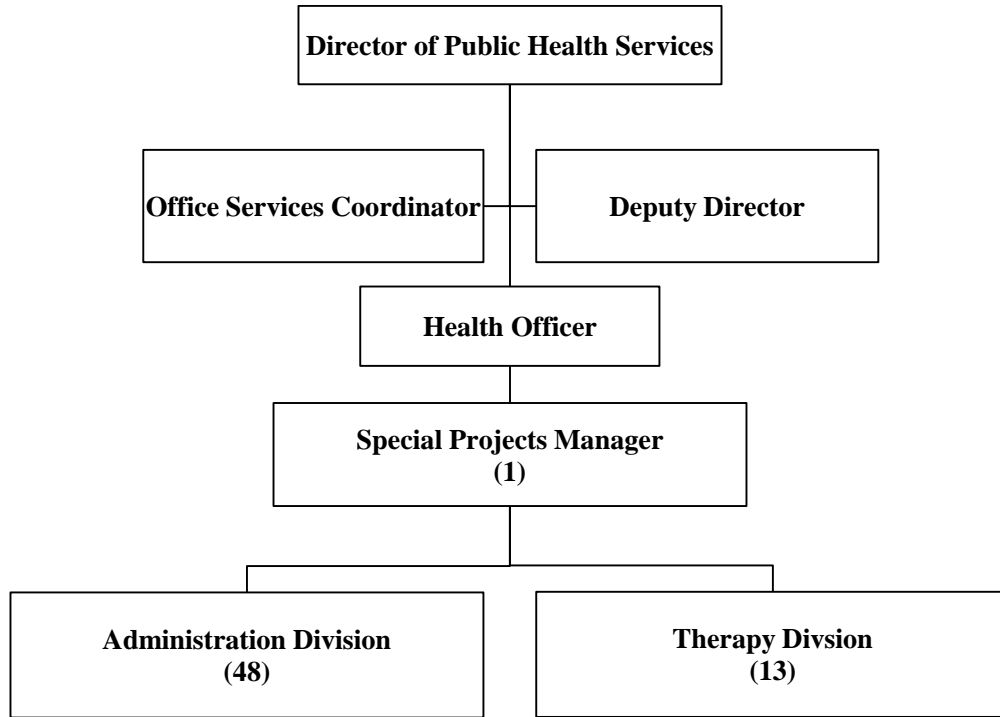 Director of Public Health Services
Office Services Coordinator
Deputy Director
Health Officer
Special Projects Manager
(1)
Administration Division
(48)
Therapy Divsion
(13)